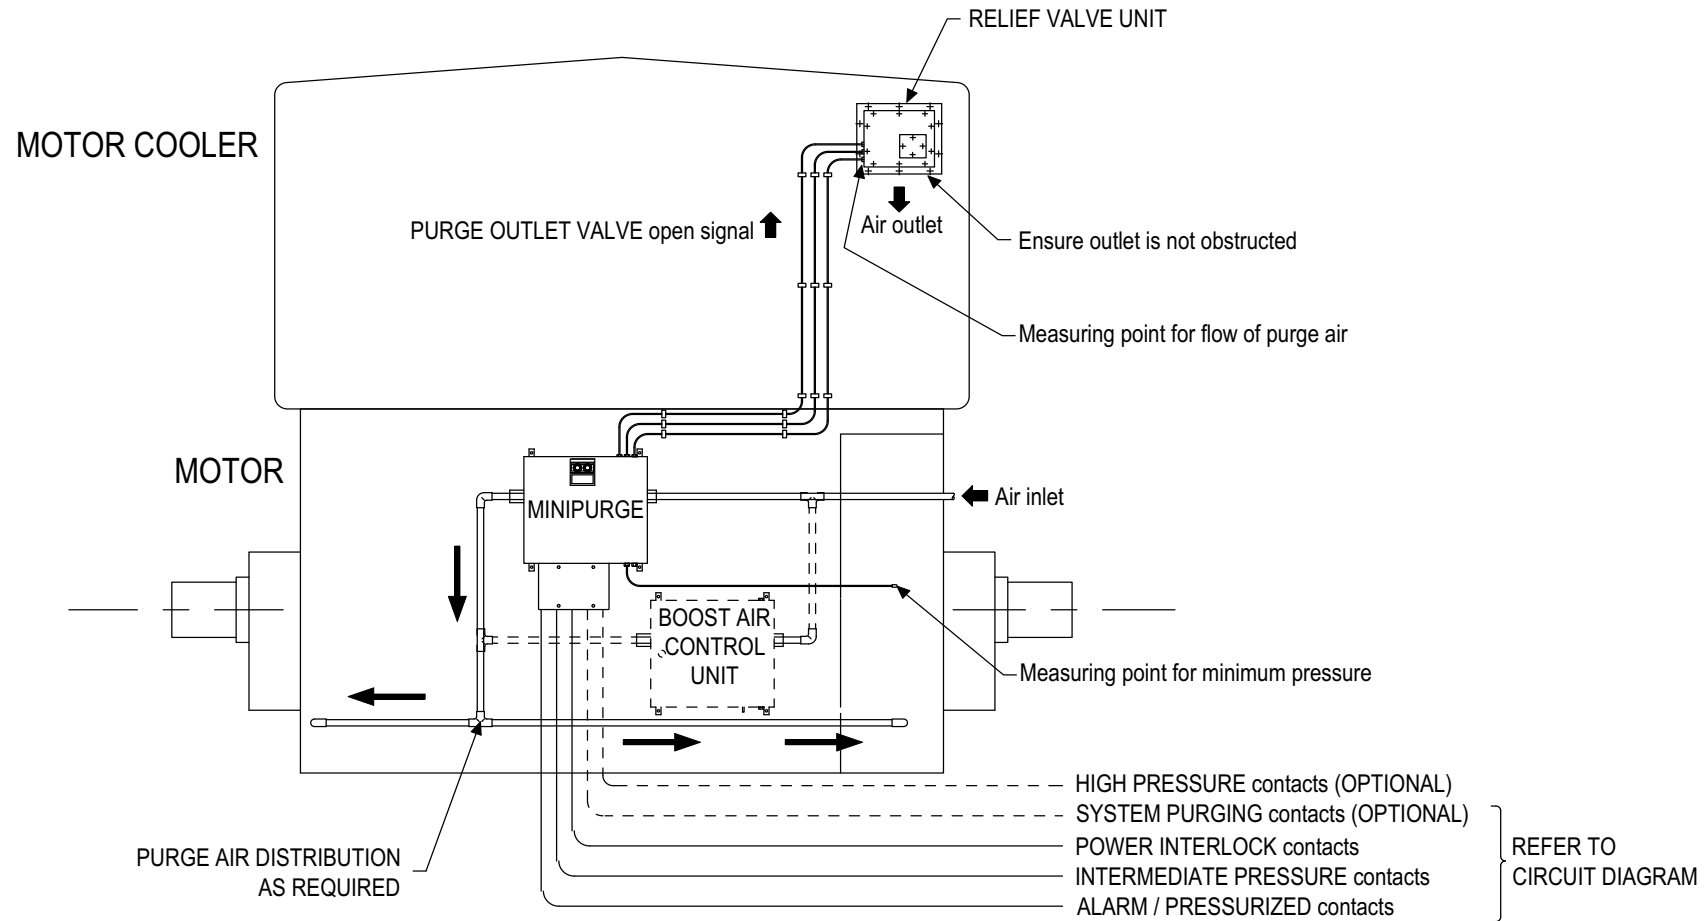 RELIEF VALVE UNIT
MOTOR COOLER
PURGE OUTLET VALVE open signal
Air outlet
Ensure outlet is not obstructed
Measuring point for flow of purge air
MOTOR
MINIPURGE
Air inlet
BOOST AIR
CONTROL
UNIT
Measuring point for minimum pressure
HIGH PRESSURE contacts (OPTIONAL)
SYSTEM PURGING contacts (OPTIONAL)
POWER INTERLOCK contacts
INTERMEDIATE PRESSURE contacts
ALARM / PRESSURIZED contacts
REFER TO
CIRCUIT DIAGRAM
PURGE AIR DISTRIBUTION
AS REQUIRED